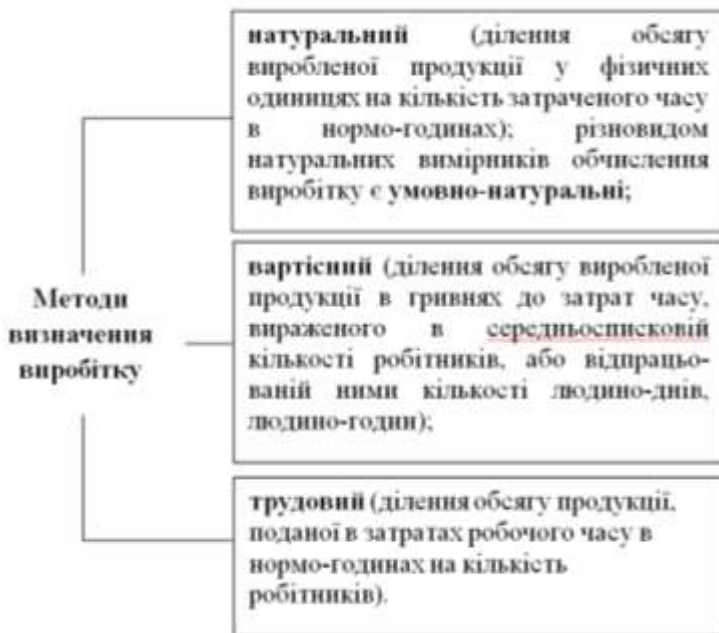 натуральний (ділення обсягу
виробленої продукції у фізичних
одиницях на кількість затраченого часу
в нормо-годинах); різновидом
натуральних вимірників обчислення
виробітку є умовно-натуральні;
Методи
визначення
виробітку
вартісний (ділення обсягу виробленої
продукції в гривнях до затрат часу,
вираженого в середньосписковій
кількості робітників, або відпрацьо-
ваній ними кількості людино-днів,
людино-годин);
трудовий (ділення обсягу продукції,
поданої в затратах робочого часу в
нормо-годинах на кількість
робітників).